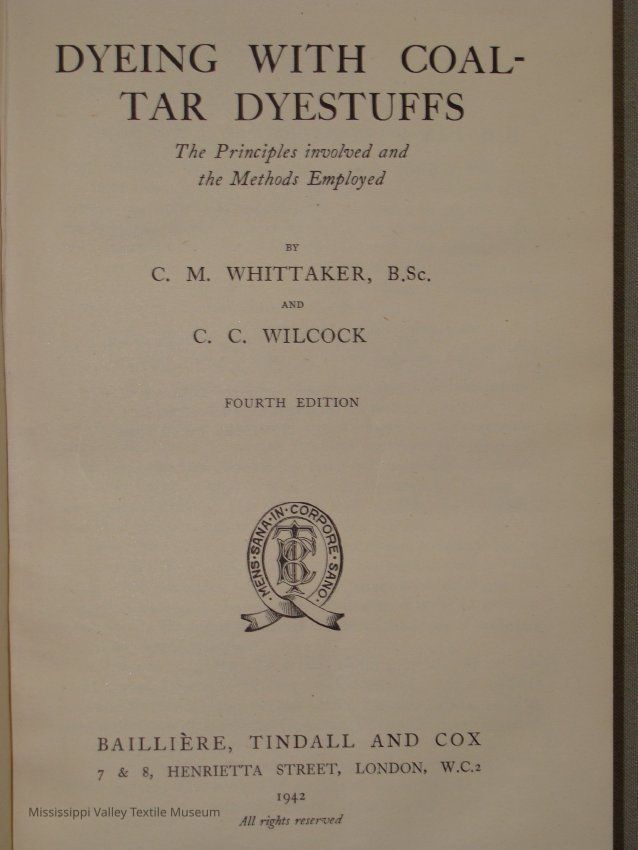 DYEING WITH COAL-
TAR DYESTUFFS
The Principles involved and
the Methods Employed
BY
C. M. WHITTAKER, B.Sc.
AND
C. C. WILCOCK
FOURTH EDITION
· MENS · SANA · IN · CORPORE · SANO ·
BTC
BAILLIÈRE, TINDALL AND COX
7 & 8, HENRIETTA STREET, LONDON, W.C.2
1942
Mississippi Valley Textile Museum
All rights reserved